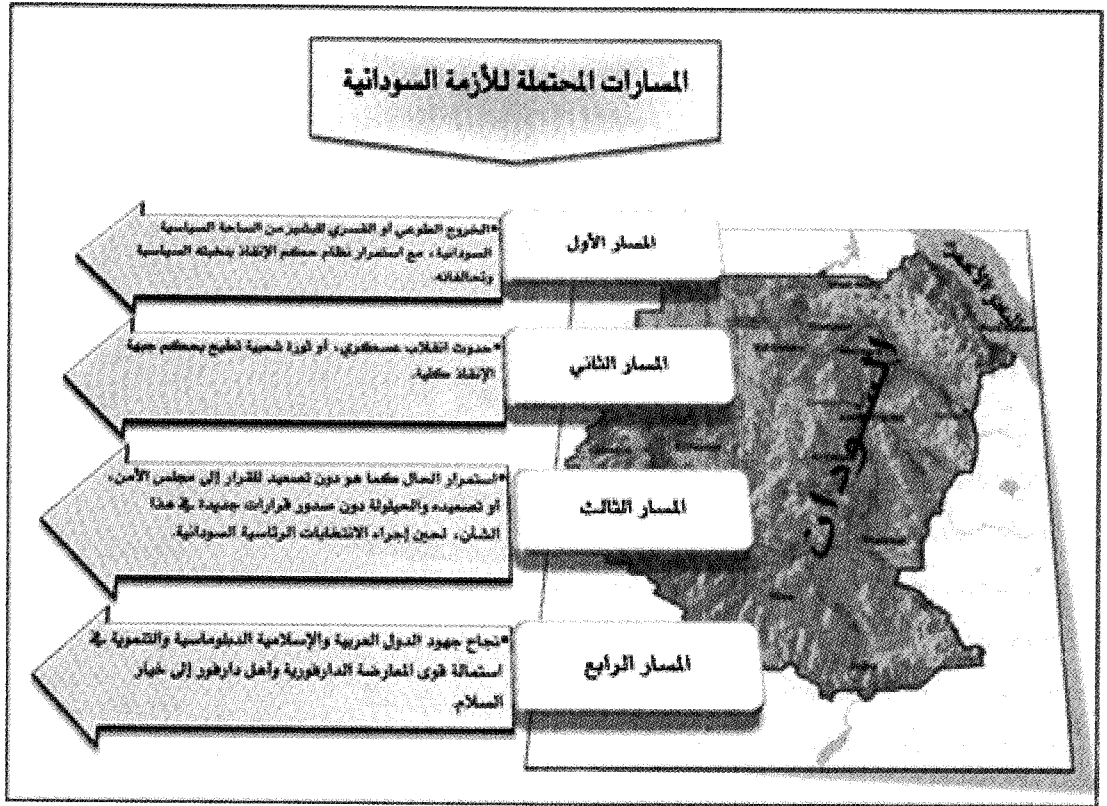 المسارات المحتملة للأزمة السودانية
المسار الأول
•الخروج الطوعي أو القسري للبشير من الساحة السياسية
السودانية، مع استمرار نظام حكم الإنقاذ بنخبته السياسية
وتحالفاته.
المسار الثاني
•حدوث انقلاب عسكري، أو ثورة شعبية تطيح بحكم جبهة
الإنقاذ كلية.
المسار الثالث
•استمرار الحال كما هو دون تصعيد للقرار إلى مجلس الأمن،
أو تصعيده والحيلولة دون صدور قرارات جديدة في هذا
الشأن، لحين إجراء الانتخابات الرئاسية السودانية.
المسار الرابع
•نجاح جهود الدول العربية والإسلامية الدبلوماسية والتنموية في
استمالة قوى المعارضة الدارفورية وأهل دارفور إلى خيار
السلام.
البحر الأحمر
السودان